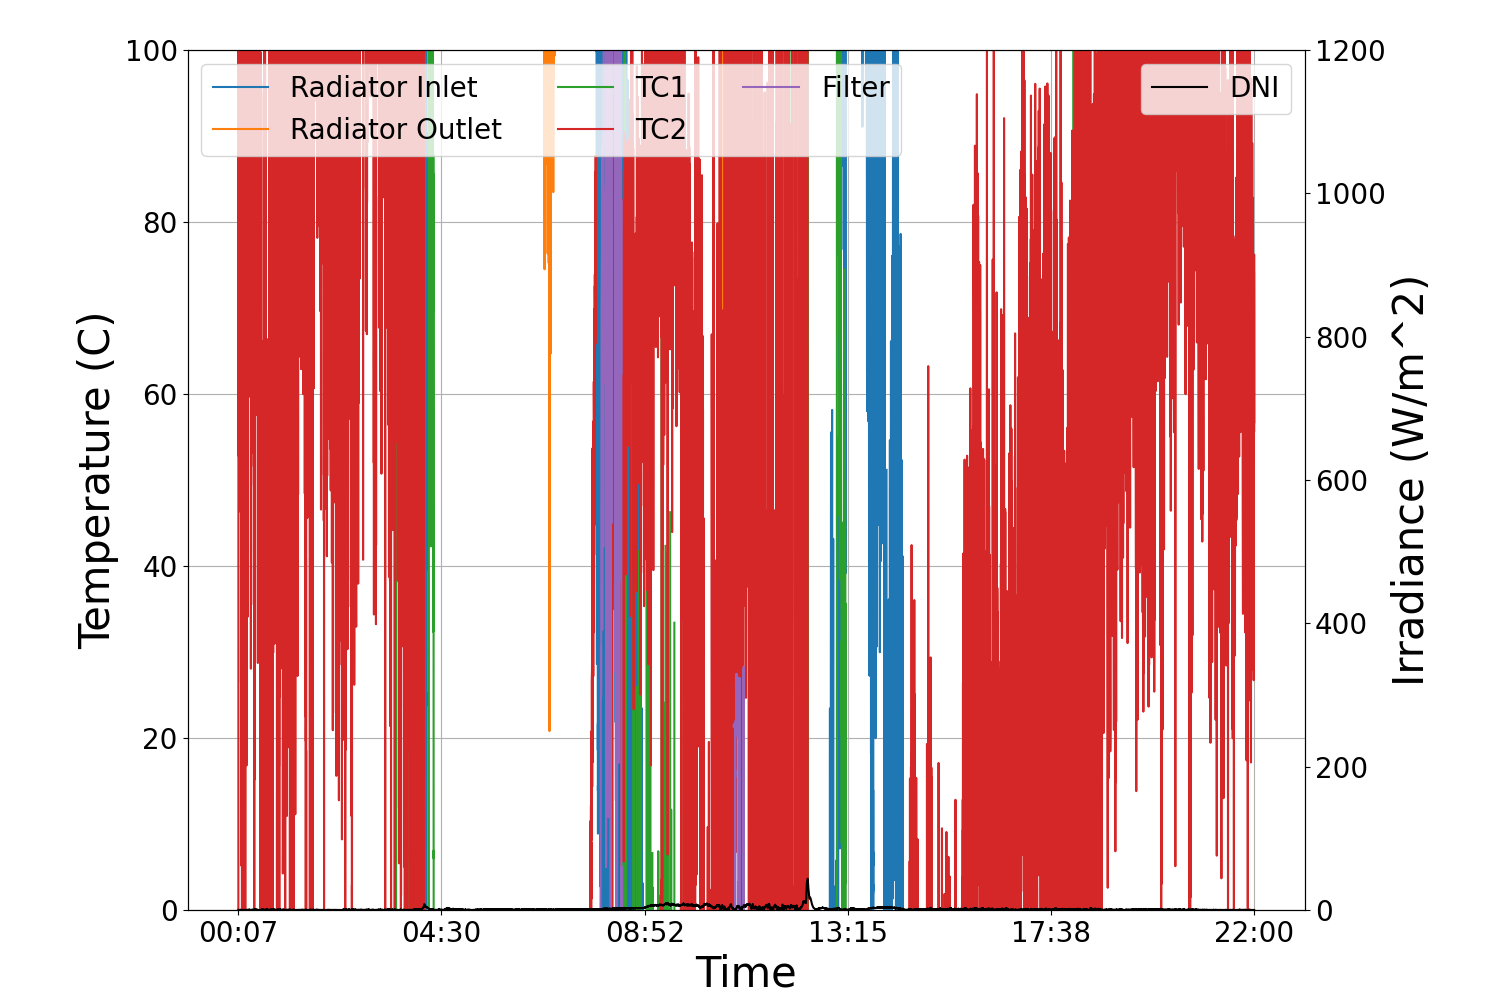 100
80
60
40
20
0
Temperature (C)
Radiator Inlet
Radiator Outlet
TC1
TC2
Filter
DNI
1200
1000
800
600
400
200
0
Irradiance (W/m^2)
00:07 04:30 08:52 13:15 17:38 22:00
Time